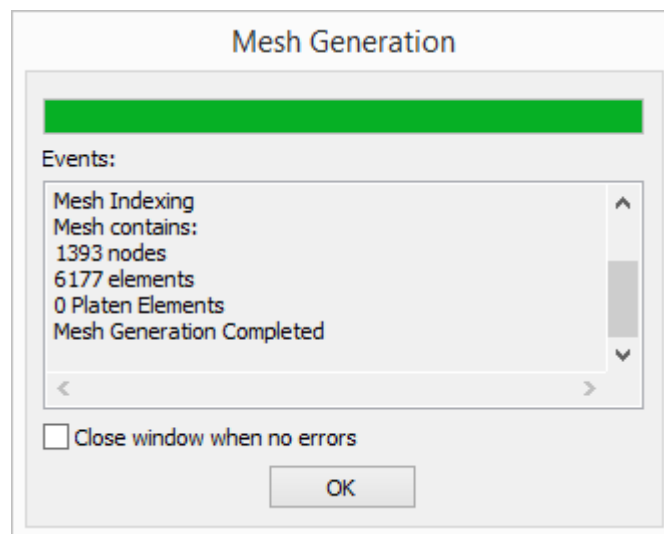 Mesh Generation
Events:
Mesh Indexing
Mesh contains:
1393 nodes
6177 elements
0 Platen Elements
Mesh Generation Completed
Close window when no errors
OK